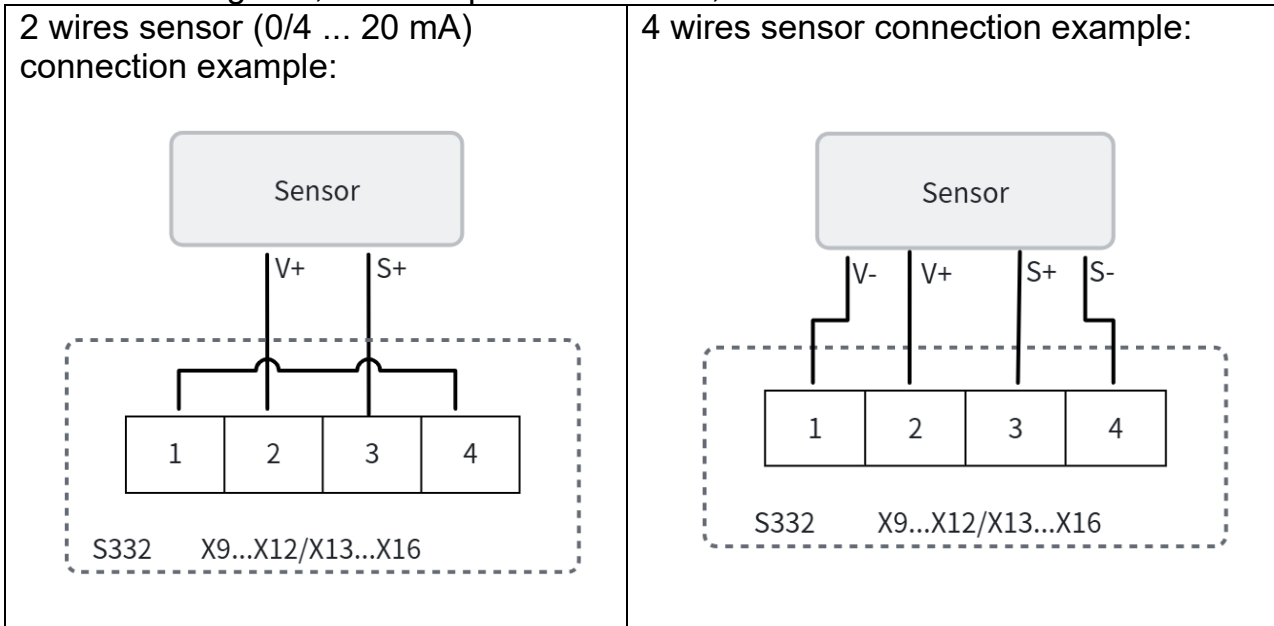 2 wires sensor (0/4 ... 20 mA)
connection example:
Sensor
V+ S+
1 2 3 4
S332 X9...X12/X13...X16
4 wires sensor connection example:
Sensor
V- V+ S+ S-
1 2 3 4
S332 X9...X12/X13...X16